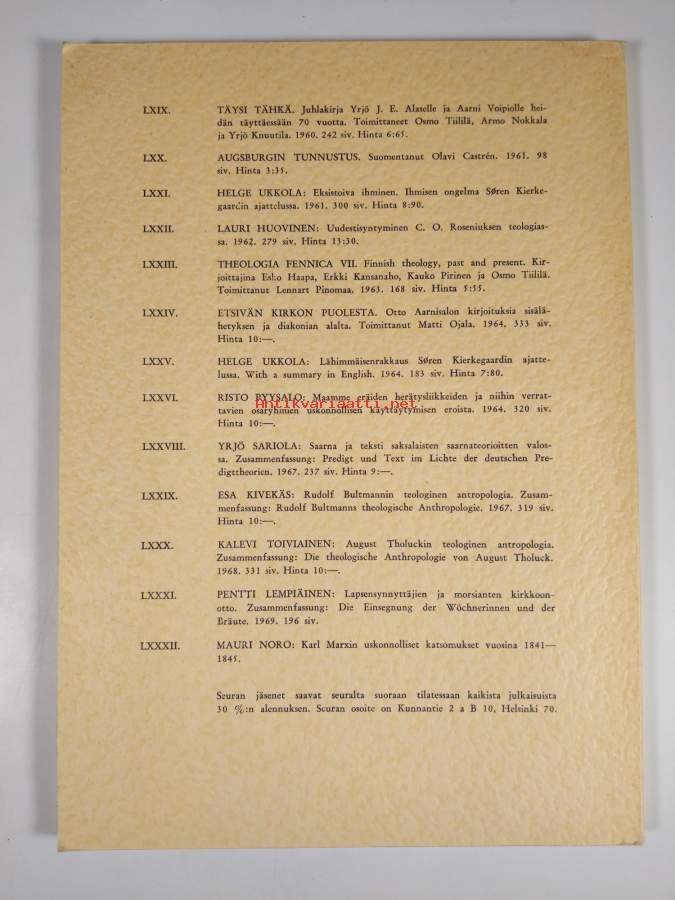 LXIX. TÄYSI TÄHKÄ. Juhlakirja Yrjö J. E. Alaselle ja Aarni Voipiolle hei-
dän täyttäessään 70 vuotta. Toimittaneet Osmo Tiililä, Armo Nokkala
ja Yrjö Knuutila. 1960. 242 siv. Hinta 6:65.
LXX. AUGSBURGIN TUNNUSTUS. Suomentanut Olavi Castrén. 1961. 98
siv. Hinta 3:35.
LXXI. HELGE UKKOLA: Eksistoiva ihminen. Ihmisen ongelma Søren Kierke-
gaardin ajattelussa. 1961. 300 siv. Hinta 8:90.
LXXII. LAURI HUOVINEN: Uudestisyntyminen C. O. Roseniuksen teologias-
sa. 1962. 279 siv. Hinta 13:30.
LXXIII. THEOLOGIA FENNICA VII. Finnish theology, past and present. Kir-
joittajina Esko Haapa, Erkki Kansanaho, Kauko Pirinen ja Osmo Tiililä.
Toimittanut Lennart Pinomaa. 1963. 168 siv. Hinta 5:35.
LXXIV. ETSIVÄN KIRKON PUOLESTA. Otto Aarnisalon kirjoituksia sisälä-
hetyksen ja diakonian alalta. Toimittanut Matti Ojala. 1964. 333 siv.
Hinta 10:—.
LXXV. HELGE UKKOLA: Lähimmäisenrakkaus Søren Kierkegaardin ajatte-
lussa. With a summary in English. 1964. 183 siv. Hinta 7:80.
LXXVI. RISTO RYYSALO: Maamme eräiden herätysliikkeiden ja niihin verrat-
Antikvariaatti.net
tavien osaryhmien uskonnollisen käyttäytymisen eroista. 1964. 320 siv.
Hinta 10:—.
LXXVIII. YRJÖ SARIOLA: Saarna ja teksti saksalaisten saarnateorioitten valos-
sa. Zusammenfassung: Predigt und Text im Lichte der deutschen Pre-
digttheorien. 1967. 237 siv. Hinta 9:—.
LXXIX. ESA KIVEKÄS: Rudolf Bultmannin teologinen antropologia. Zusam-
menfassung: Rudolf Bultmanns theologische Anthropologie. 1967. 319 siv.
Hinta 10:—.
LXXX. KALEVI TOIVIAINEN: August Tholuckin teologinen antropologia.
Zusammenfassung: Die theologische Anthropologie von August Tholuck.
1968. 331 siv. Hinta 10:—.
LXXXI. PENTTI LEMPIÄINEN: Lapsensynnyttäjien ja morsianten kirkkoon-
otto. Zusammenfassung: Die Einsegnung der Wöchnerinnen und der
Bräute. 1969. 196 siv.
LXXXII. MAURI NORO: Karl Marxin uskonnolliset katsomukset vuosina 1841—
1845.
Seuran jäsenet saavat seuralta suoraan tilatessaan kaikista julkaisuista
30 %:n alennuksen. Seuran osoite on Kunnantie 2 a B 10, Helsinki 70.